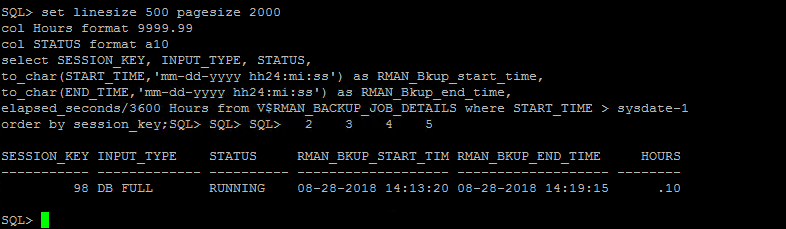 SQL> set linesize 500 pagesize 2000
col Hours format 9999.99
col STATUS format a10
select SESSION_KEY, INPUT_TYPE, STATUS,
to_char(START_TIME,'mm-dd-yyyy hh24:mi:ss') as RMAN_Bkup_start_time,
to_char(END_TIME,'mm-dd-yyyy hh24:mi:ss') as RMAN_Bkup_end_time,
elapsed_seconds/3600 Hours from V$RMAN_BACKUP_JOB_DETAILS where START_TIME > sysdate-1
order by session_key;SQL> SQL> SQL>   2    3    4    5

SESSION_KEY INPUT_TYPE    STATUS     RMAN_BKUP_START_TIM RMAN_BKUP_END_TIME     HOURS
----------- ------------- ---------- ------------------- ------------------- --------
         98 DB FULL       RUNNING    08-28-2018 14:13:20 08-28-2018 14:19:15      .10

SQL>